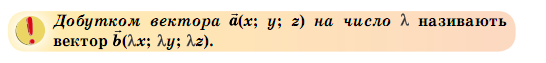 Добутком вектора a⃗(x; y; z) на число λ називають
вектор b⃗(λx; λy; λz).